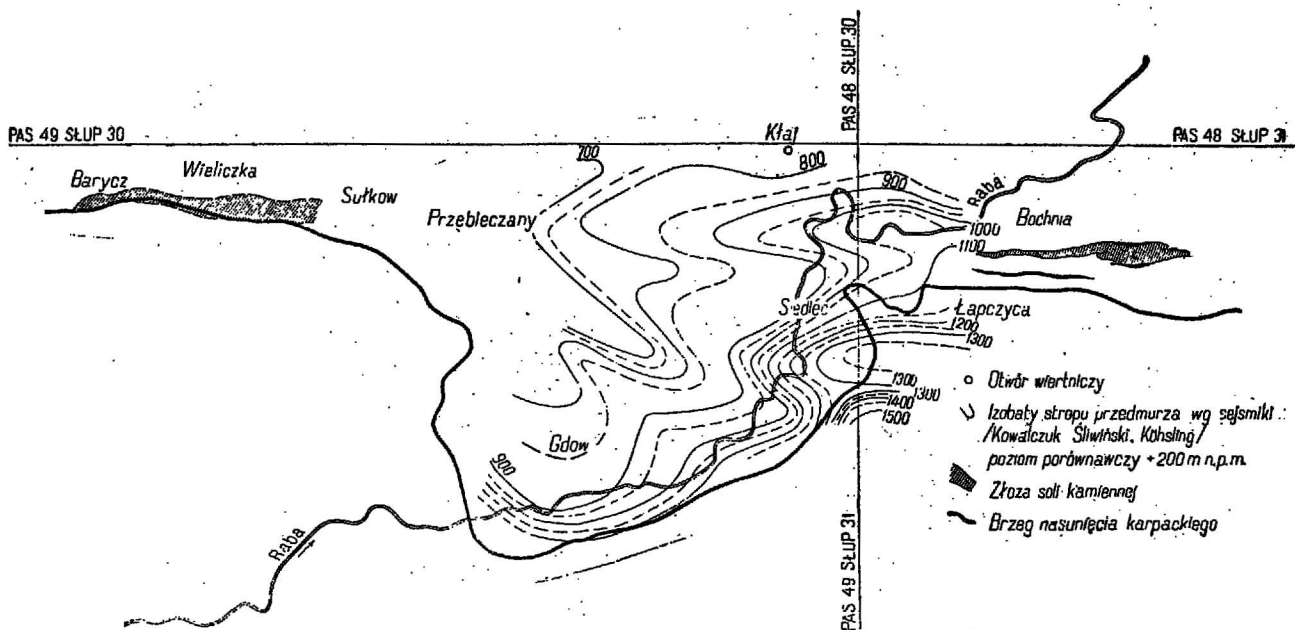 PAS 48 SŁUP 30
PAS 49 SŁUP 30
Kłaj
PAS 48 SŁUP 31
700
800
Wieliczka
Barycz
Sułkow
900
Raba
Przębleczany
Bochnia
1000
1100
Siedlec
Łapczyca
1200
1300
1300
1300
1400
1500
Otwór wiertniczy
Izobaty stropu przedmurza wg sejsmiki :
/Kowalczuk Śliwiński, Köhsling/
poziom porównawczy +200 m n.p.m.
Złoża soli kamiennej
Brzeg nasunięcia karpackiego
Gdow
900
Raba
PAS 49 SŁUP 31